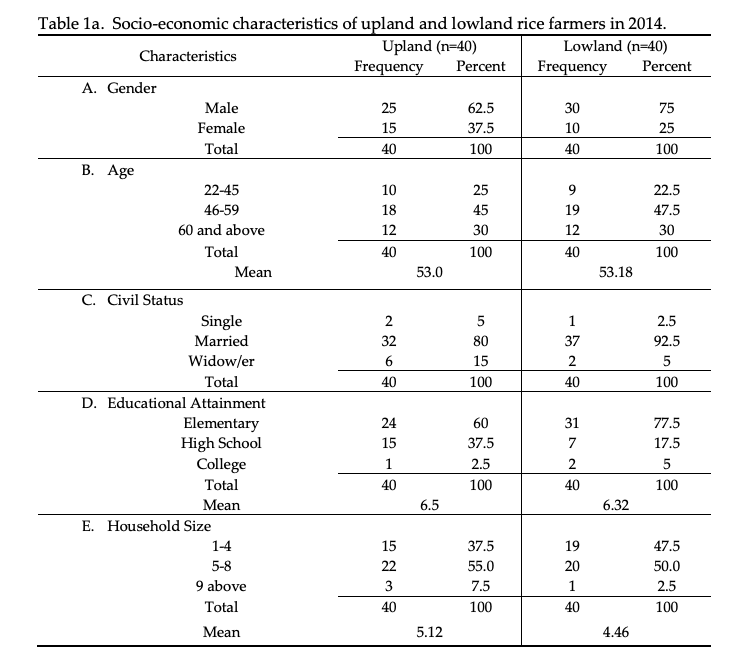 Table 1a. Socio-economic characteristics of upland and lowland rice farmers in 2014.
Characteristics Upland (n=40) Lowland (n=40)
Frequency Percent Frequency Percent
A. Gender
Male 25 62.5 30 75
Female 15 37.5 10 25
Total 40 100 40 100
B. Age
22-45 10 25 9 22.5
46-59 18 45 19 47.5
60 and above 12 30 12 30
Total 40 100 40 100
Mean 53.0 53.18
C. Civil Status
Single 2 5 1 2.5
Married 32 80 37 92.5
Widow/er 6 15 2 5
Total 40 100 40 100
D. Educational Attainment
Elementary 24 60 31 77.5
High School 15 37.5 7 17.5
College 1 2.5 2 5
Total 40 100 40 100
Mean 6.5 6.32
E. Household Size
1-4 15 37.5 19 47.5
5-8 22 55.0 20 50.0
9 above 3 7.5 1 2.5
Total 40 100 40 100
Mean 5.12 4.46